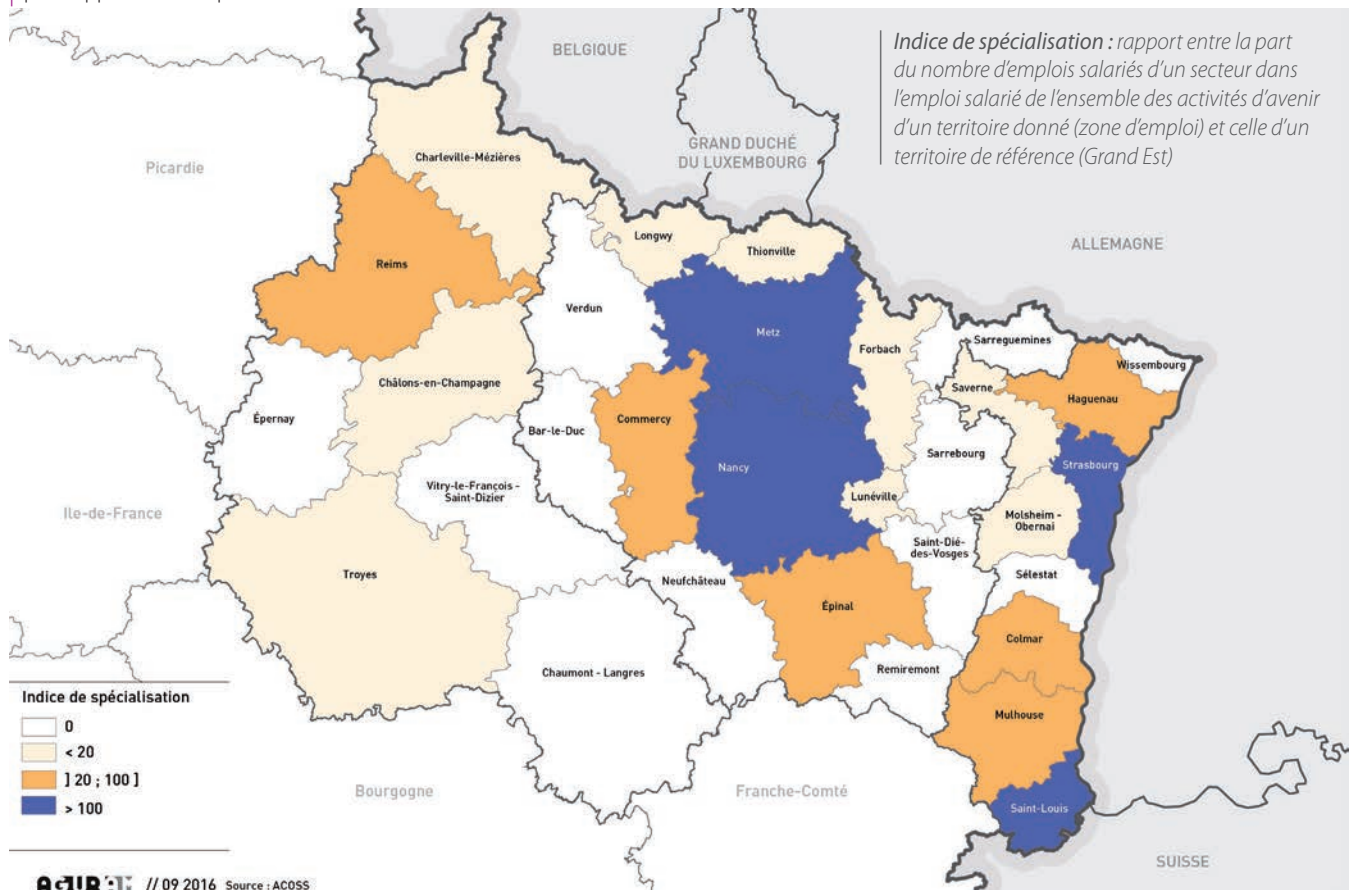 BELGIQUE
Indice de spécialisation : rapport entre la part
du nombre d'emplois salariés d'un secteur dans
l'emploi salarié de l'ensemble des activités d'avenir
d'un territoire donné (zone d'emploi) et celle d'un
territoire de référence (Grand Est)
GRAND DUCHÉ
DU LUXEMBOURG
Picardie
Charleville-Mézières
ALLEMAGNE
Longwy
Thionville
Reims
Verdun
Metz
Forbach
Sarreguemines
Wissembourg
Saverne
Haguenau
Châlons-en-Champagne
Épernay
Commercy
Bar-le-Duc
Nancy
Sarrebourg
Strasbourg
Vitry-le-François -
Saint-Dizier
Lunéville
Molsheim -
Obernai
Ile-de-France
Saint-Dié-
des-Vosges
Troyes
Neufchâteau
Sélestat
Épinal
Colmar
Chaumont - Langres
Remiremont
Mulhouse
Indice de spécialisation
0
< 20
] 20 ; 100 ]
> 100
Bourgogne
Franche-Comté
Saint-Louis
SUISSE
// 09 2016 Source : ACOSS